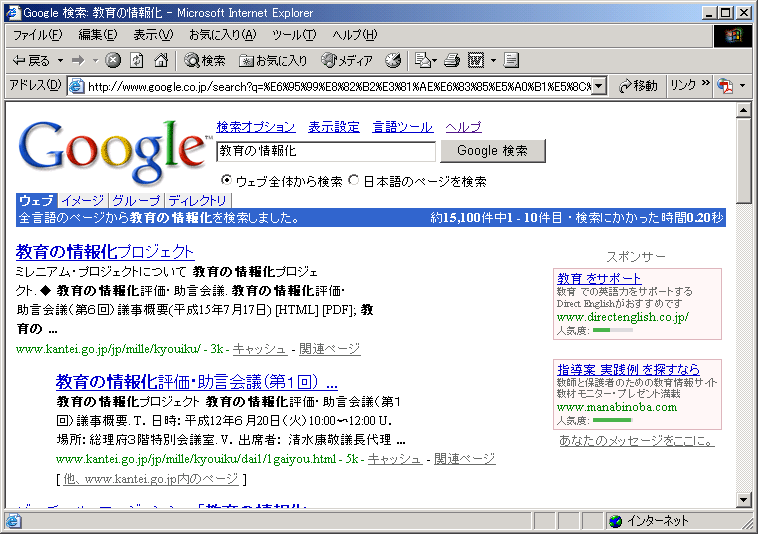 Google 検索: 教育の情報化 - Microsoft Internet Explorer
ファイル(F) 編集(E) 表示(V) お気に入り(A) ツール(T) ヘルプ(H)
戻る 検索 お気に入り メディア
アドレス(D) http://www.google.co.jp/search?q=%E6%95%99%E8%82%B2%E3%81%AE%E6%83%85%E5%A0%B1%E5%8C% 移動 リンク »
Google 検索オプション 表示設定 言語ツール ヘルプ
教育の情報化 Google 検索
ウェブ全体から検索 日本語のページを検索
ウェブ イメージ グループ ディレクトリ
全言語のページから教育の情報化を検索しました。 約15,100件中1 - 10件目・検索にかかった時間0.20秒
教育の情報化プロジェクト
ミレニアム・プロジェクトについて 教育の情報化プロジェ
クト. ◆ 教育の情報化評価・助言会議. 教育の情報化評価・
助言会議(第6回) 議事概要(平成15年7月17日) [HTML] [PDF]; 教
育の ...
www.kantei.go.jp/jp/mille/kyouiku/ - 3k - キャッシュ - 関連ページ
教育の情報化評価・助言会議(第1回) ...
教育の情報化プロジェクト 教育の情報化評価・助言会議(第1
回) 議事概要. T. 日時: 平成12年6月20日(火)10:00〜12:00 U.
場所: 総理府3階特別会議室. V. 出席者: 清水康敬議長代理 ...
www.kantei.go.jp/jp/mille/kyouiku/dai1/1gaiyou.html - 5k - キャッシュ - 関連ページ
[ 他、www.kantei.go.jp内のページ ]
スポンサー
教育 をサポート
教育 での英語力をサポートする
Direct Englishがおすすめです
www.directenglish.co.jp/
人気度:
指導案 実践例 を探すなら
教師と保護者のための教育情報サイト
教材モニター・プレゼント満載
www.manabinoba.com
人気度:
あなたのメッセージをここに。
インターネット